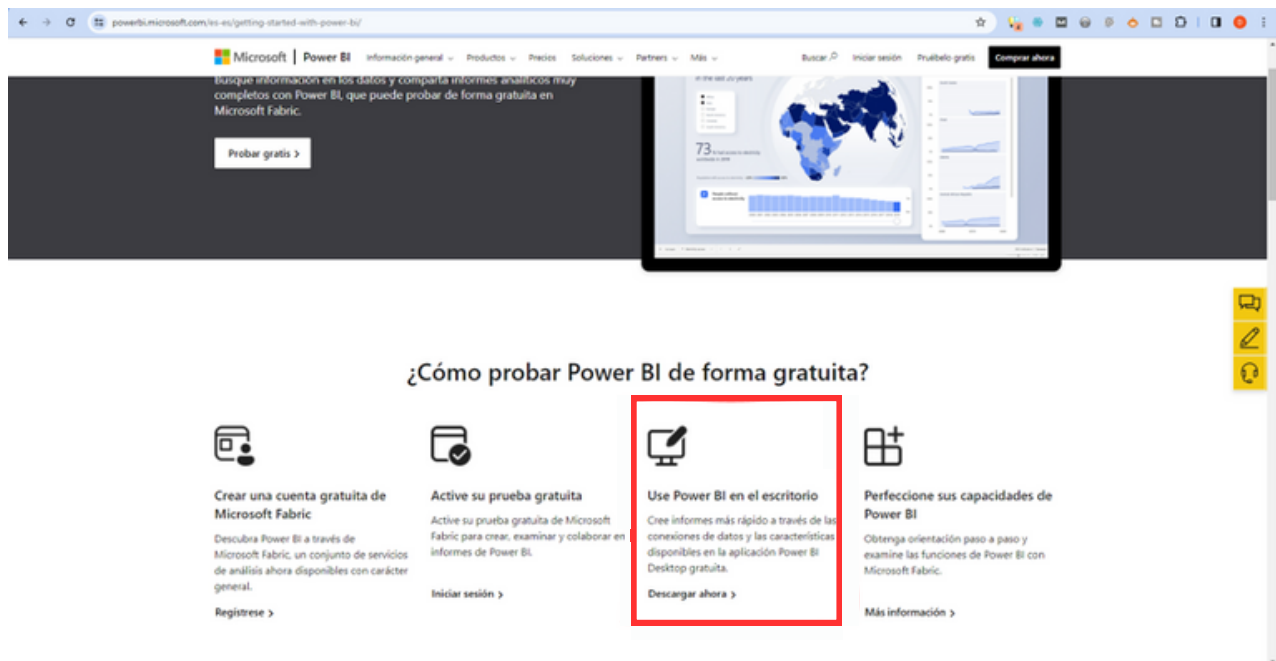 powerbi.microsoft.com/es-es/getting-started-with-power-bi/
Microsoft | Power BI Información general Productos Precios Soluciones Partners Más Buscar Iniciar sesión Pruébelo gratis Comprar ahora
Busque información en los datos y comparta informes analíticos muy
completos con Power BI, que puede probar de forma gratuita en
Microsoft Fabric.
Probar gratis >
in the last 20 years
73
¿Cómo probar Power BI de forma gratuita?
Crear una cuenta gratuita de
Microsoft Fabric
Descubra Power BI a través de
Microsoft Fabric, un conjunto de servicios
de análisis ahora disponibles con carácter
general.
Regístrese >
Active su prueba gratuita
Active su prueba gratuita de Microsoft
Fabric para crear, examinar y colaborar en
informes de Power BI.
Iniciar sesión >
Use Power BI en el escritorio
Cree informes más rápido a través de las
conexiones de datos y las características
disponibles en la aplicación Power BI
Desktop gratuita.
Descargar ahora >
Perfeccione sus capacidades de
Power BI
Obtenga orientación paso a paso y
examine las funciones de Power BI con
Microsoft Fabric.
Más información >